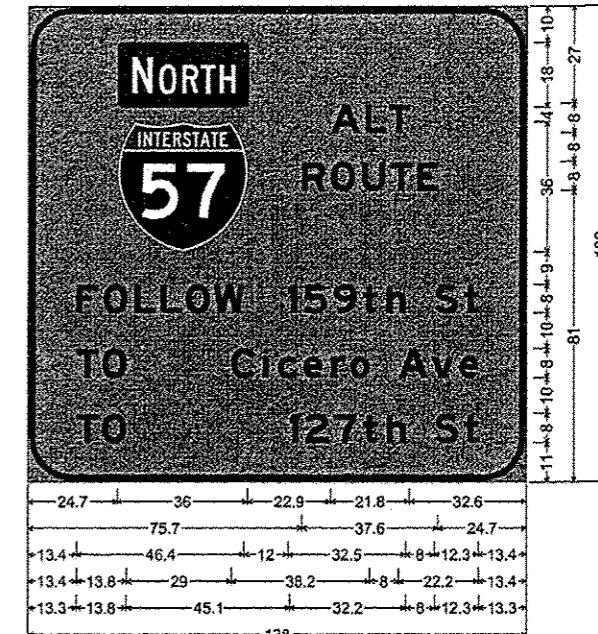 NORTH
INTERSTATE
57
ALT
ROUTE
FOLLOW 159th St
TO Cicero Ave
TO 127th St
10 18 4 36 9 8 10 8 10 8 11
27 8 8 8 81
24.7 36 22.9 21.8 32.6
75.7 37.6 24.7
13.4 46.4 12 32.5 8 12.3 13.4
13.4 13.8 29 38.2 8 22.2 13.4
13.3 13.8 45.1 32.2 8 12.3 13.3
138